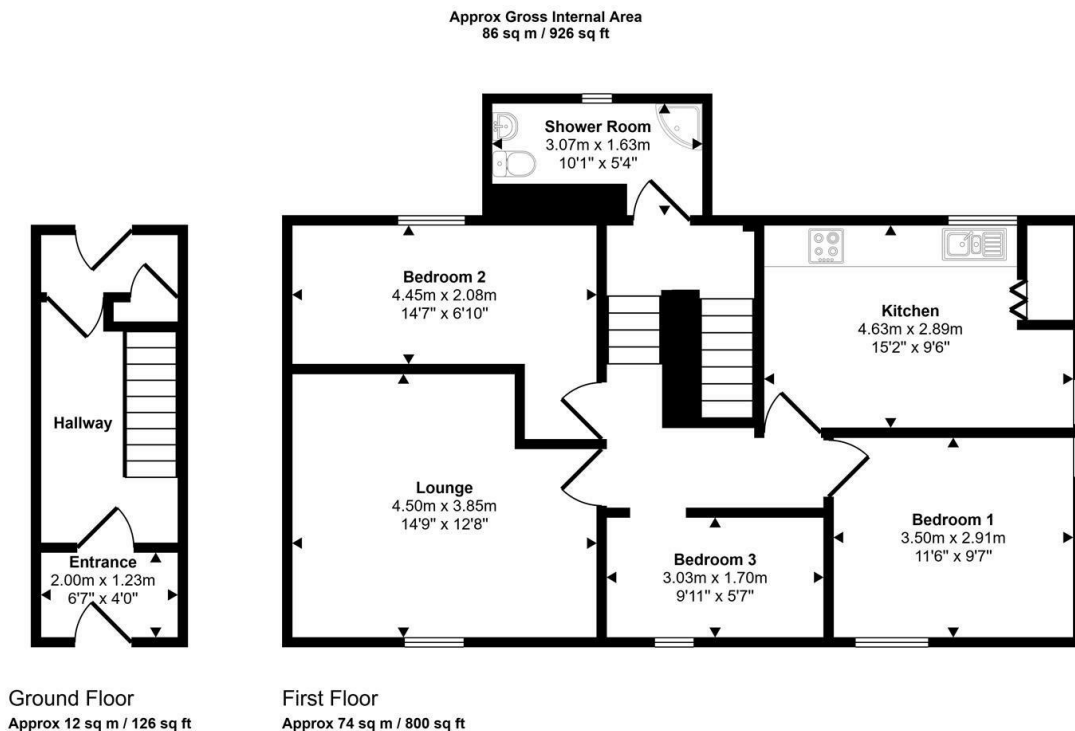 Approx Gross Internal Area
86 sq m / 926 sq ft
Shower Room
3.07m x 1.63m
10'1" x 5'4"
Bedroom 2
4.45m x 2.08m
14'7" x 6'10"
Kitchen
4.63m x 2.89m
15'2" x 9'6"
Hallway
Lounge
4.50m x 3.85m
14'9" x 12'8"
Bedroom 1
3.50m x 2.91m
11'6" x 9'7"
Entrance
2.00m x 1.23m
6'7" x 4'0"
Bedroom 3
3.03m x 1.70m
9'11" x 5'7"
Ground Floor
Approx 12 sq m / 126 sq ft
First Floor
Approx 74 sq m / 800 sq ft